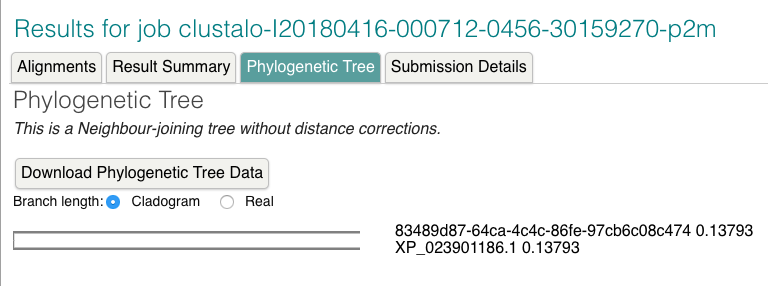 Results for job clustalo-I20180416-000712-0456-30159270-p2m
Alignments Result Summary Phylogenetic Tree Submission Details
Phylogenetic Tree
This is a Neighbour-joining tree without distance corrections.
Download Phylogenetic Tree Data
Branch length: Cladogram Real
83489d87-64ca-4c4c-86fe-97cb6c08c474 0.13793
XP_023901186.1 0.13793